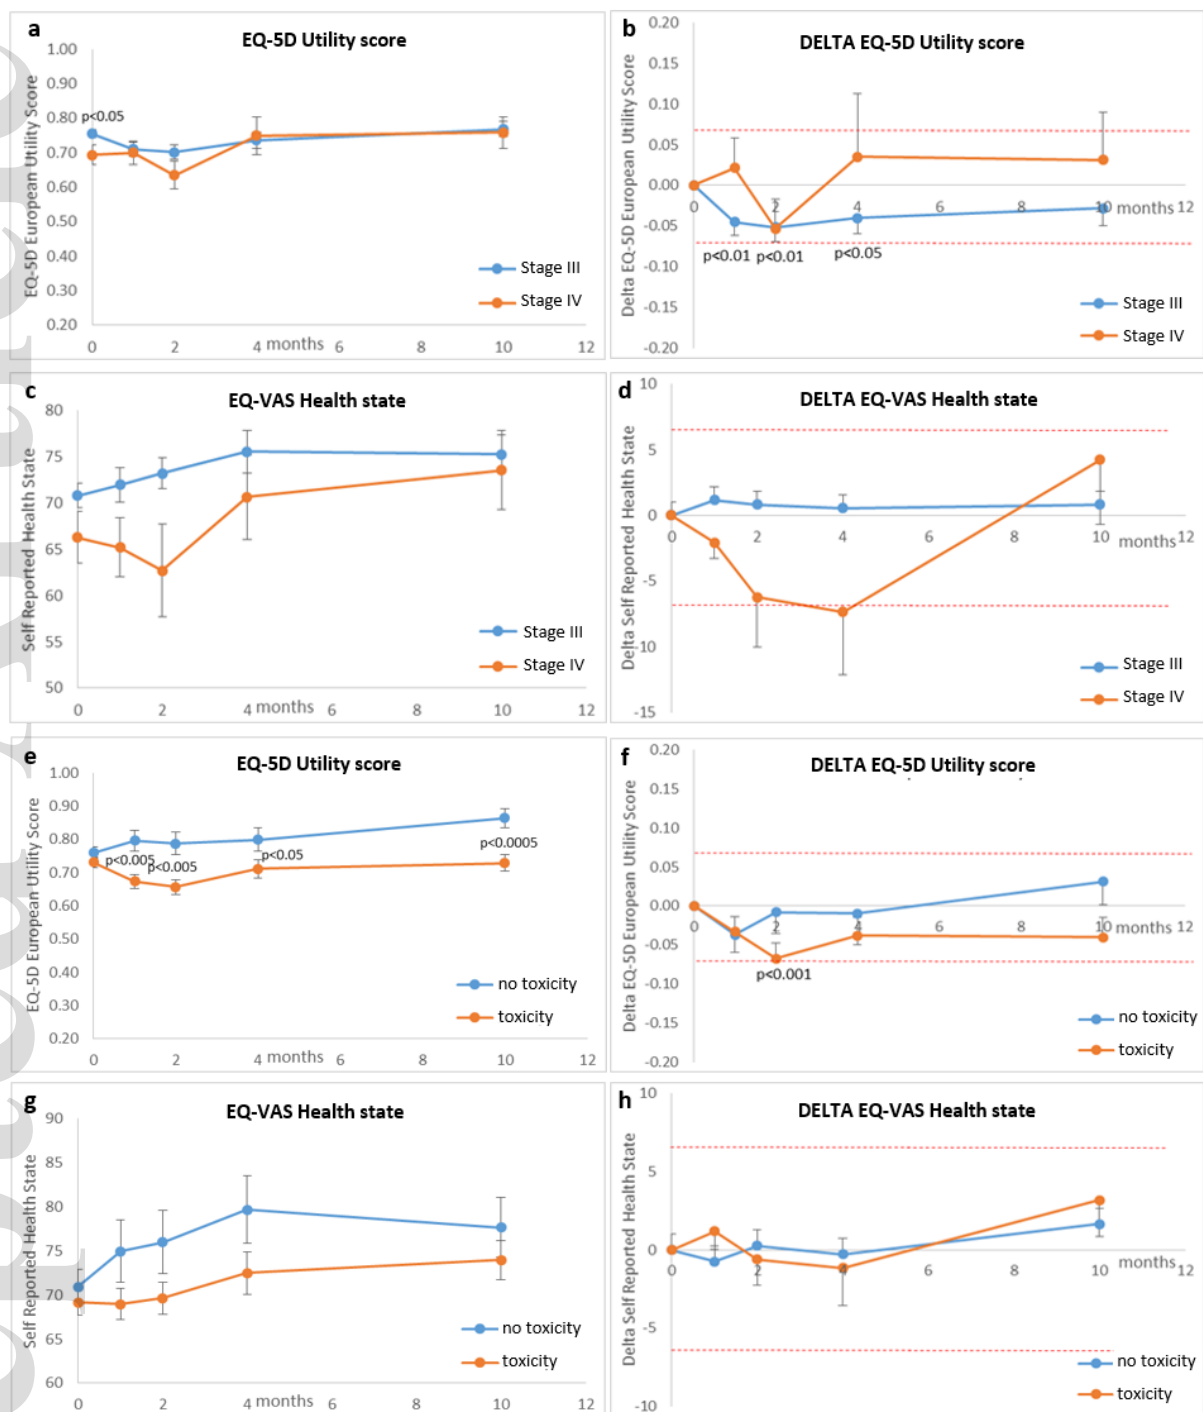 a
EQ-5D Utility score
EQ-5D European Utility Score
1.00
0.90
0.80
0.70
0.60
0.50
0.40
0.30
0.20
p<0.05
Stage III
Stage IV
0 2 4 months 6 8 10 12
b
DELTA EQ-5D Utility score
Delta EQ-5D European Utility Score
0.20
0.15
0.10
0.05
0.00
-0.05
-0.10
-0.15
-0.20
0 2 4 6 8 10 months 12
p<0.01 p<0.01 p<0.05
Stage III
Stage IV
c
EQ-VAS Health state
Self Reported Health State
80
75
70
65
60
55
50
Stage III
Stage IV
0 2 4 months 6 8 10 12
d
DELTA EQ-VAS Health state
Delta Self Reported Health State
10
5
0
-5
-10
-15
0 2 4 6 8 10 months 12
Stage III
Stage IV
e
EQ-5D Utility score
EQ-5D European Utility Score
1.00
0.90
0.80
0.70
0.60
0.50
0.40
0.30
0.20
p<0.005 p<0.005 p<0.05 p<0.0005
no toxicity
toxicity
0 2 4 months 6 8 10 12
f
DELTA EQ-5D Utility score
Delta EQ-5D European Utility Score
0.20
0.15
0.10
0.05
0.00
-0.05
-0.10
-0.15
-0.20
0 2 4 6 8 10 months 12
p<0.001
no toxicity
toxicity
g
EQ-VAS Health state
Self Reported Health State
90
85
80
75
70
65
60
no toxicity
toxicity
0 2 4 months 6 8 10 12
h
DELTA EQ-VAS Health state
Delta Self Reported Health State
10
5
0
-5
-10
0 2 4 6 8 10 months 12
no toxicity
toxicity